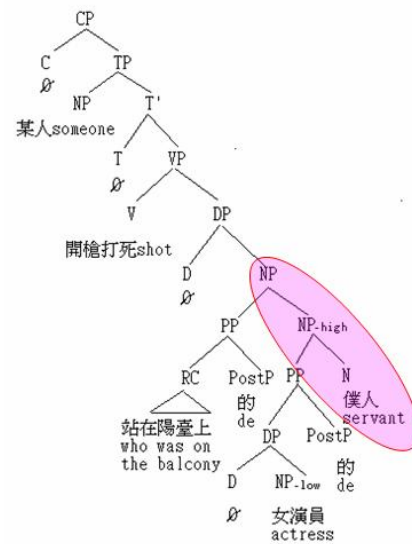 CP
C TP
Ø
NP T'
某人someone
T VP
Ø
V DP
開槍打死shot
D NP
Ø
PP NP-high
RC PostP PP N
的 僕人
站在陽臺上 de servant
who was on DP PostP
the balcony 的
D NP-low de
Ø 女演員
actress